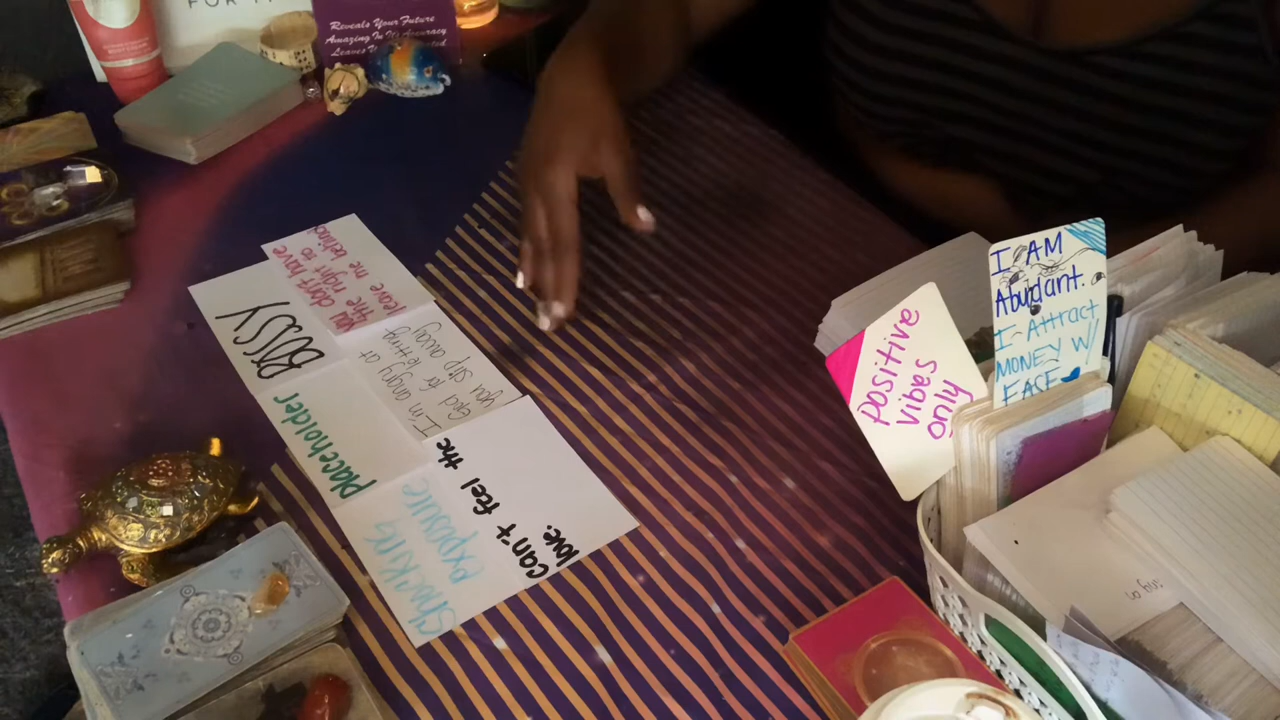 FOR
Reveals Your Future
Amazing In Its Accuracy
you don't have
the right to
leave me behind
BOSSY
I'm angry at
God for letting
you slip away
placeholder
can't feel the
love.
Shocking
exposure
Positive
vibes
only
I AM
Abundant.
I Attract
MONEY W/
EASE